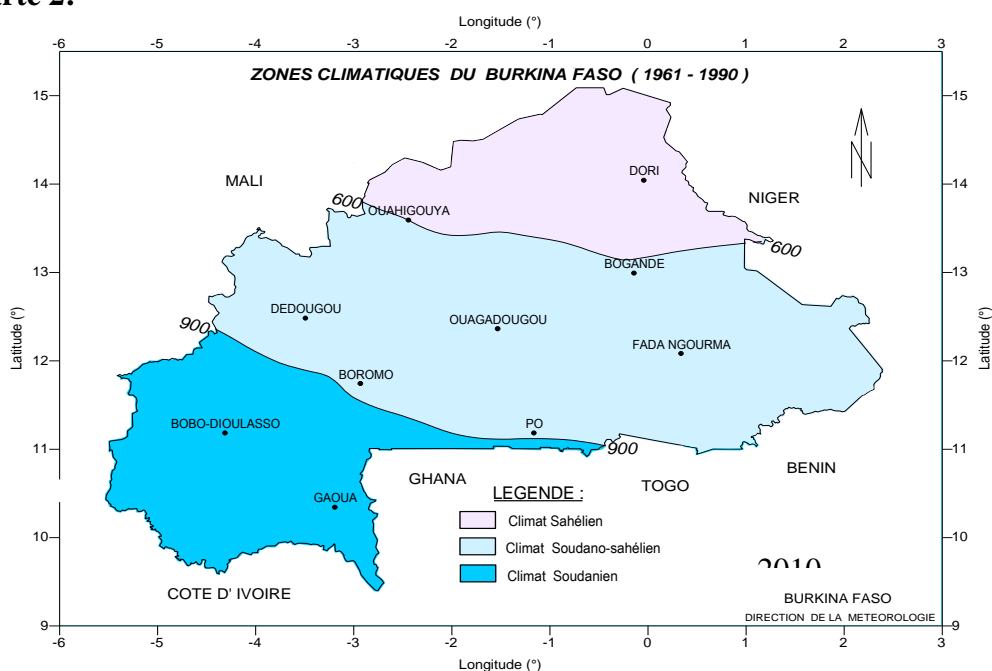 Longitude (°)
-6 -5 -4 -3 -2 -1 0 1 2 3
ZONES CLIMATIQUES DU BURKINA FASO ( 1961 - 1990 )
15 15
N
DORI
MALI
14 14
NIGER
600
OUAHIGOUYA
600
13 13
BOGANDE
DEDOUGOU
OUAGADOUGOU
900
Latitude (°)
Latitude (°)
FADA NGOURMA
12 12
BOROMO
BOBO-DIOULASSO
PO
11 11
900
GHANA
TOGO
BENIN
LEGENDE :
GAOUA
Climat Sahélien
10 10
Climat Soudano-sahélien
Climat Soudanien
2010
COTE D' IVOIRE
BURKINA FASO
DIRECTION DE LA METEOROLOGIE
9 9
-6 -5 -4 -3 -2 -1 0 1 2 3
Longitude (°)